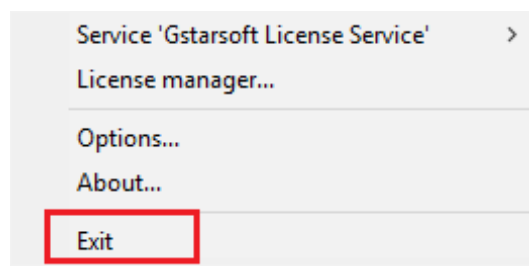 Service 'Gstarsoft License Service'
License manager...
Options...
About...
Exit